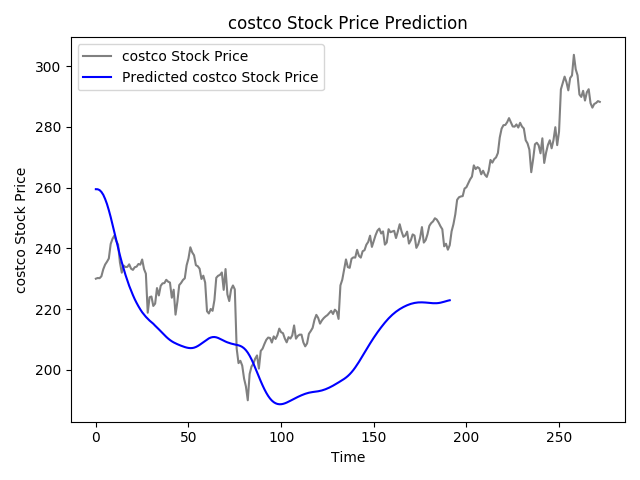 costco Stock Price Prediction
costco Stock Price
Predicted costco Stock Price
costco Stock Price
300
280
260
240
220
200
0 50 100 150 200 250
Time